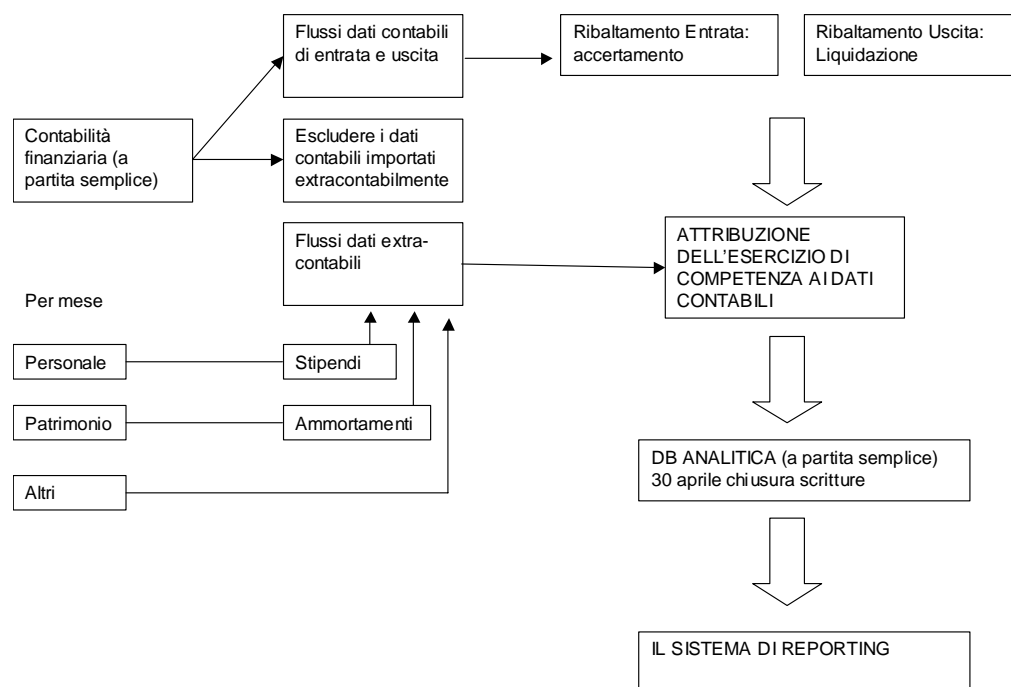 Flussi dati contabili
di entrata e uscita
Ribaltamento Entrata:
accertamento
Ribaltamento Uscita:
Liquidazione
Contabilità
finanziaria (a
partita semplice)
Escludere i dati
contabili importati
extracontabilmente
Flussi dati extra-
contabili
ATTRIBUZIONE
DELL'ESERCIZIO DI
COMPETENZA AI DATI
CONTABILI
Per mese
Personale
Stipendi
Patrimonio
Ammortamenti
Altri
DB ANALITICA (a partita semplice)
30 aprile chiusura scritture
IL SISTEMA DI REPORTING